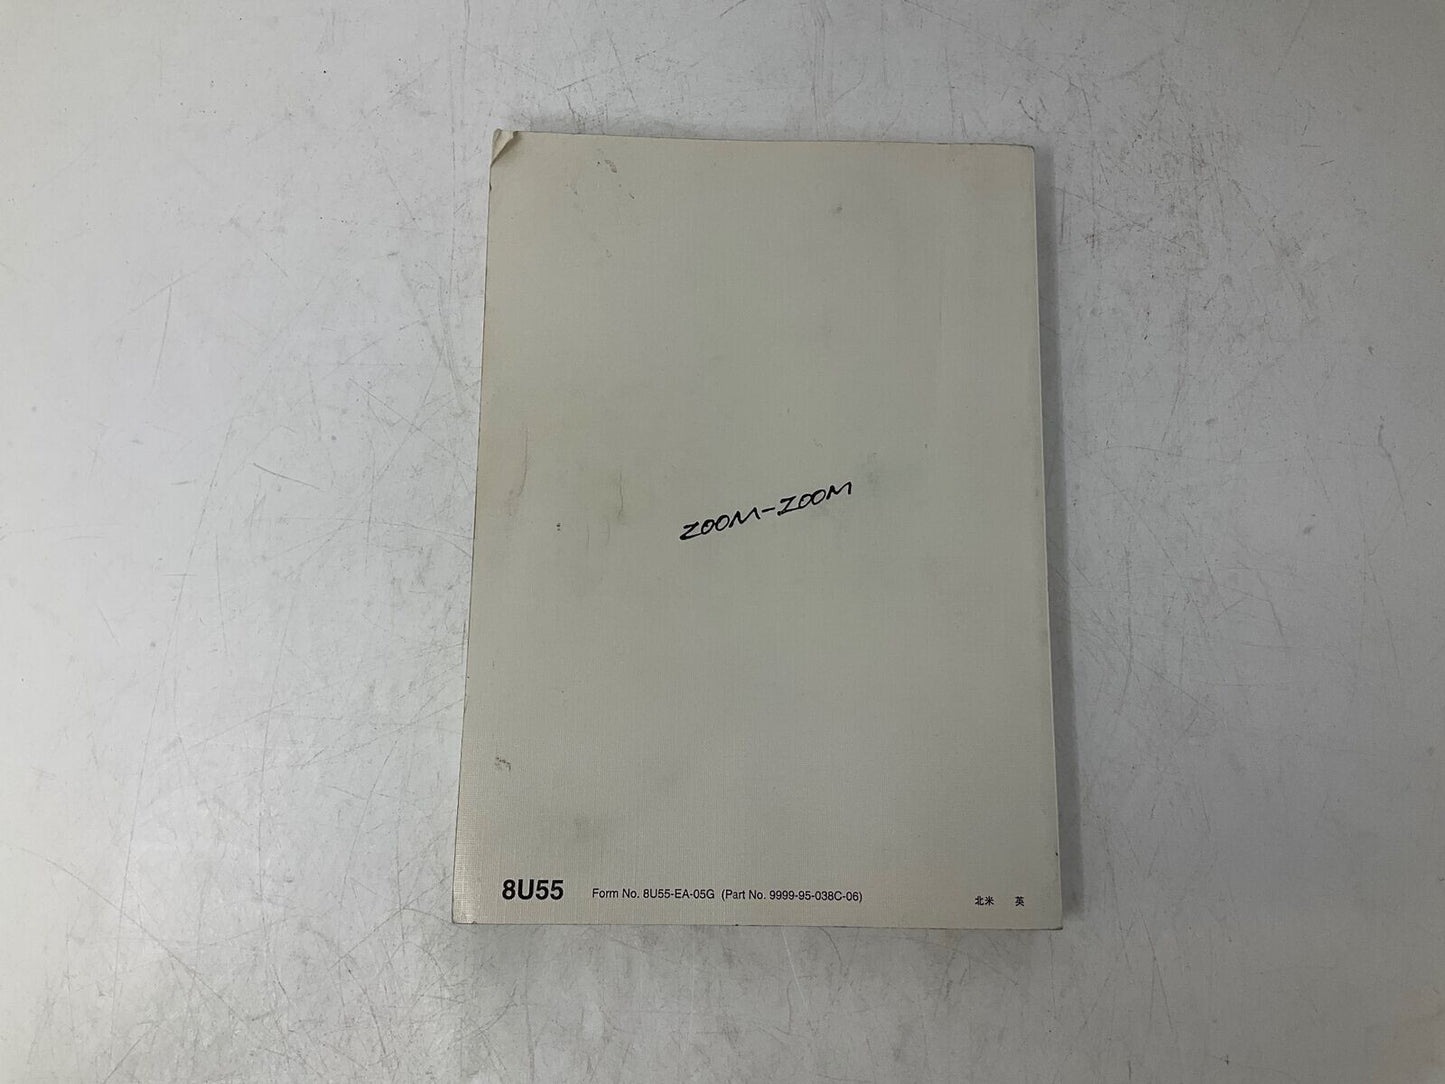 ZOOM-ZOOM
8U55 Form No. 8U55-EA-05G (Part No. 9999-95-038C-06) 北米 英